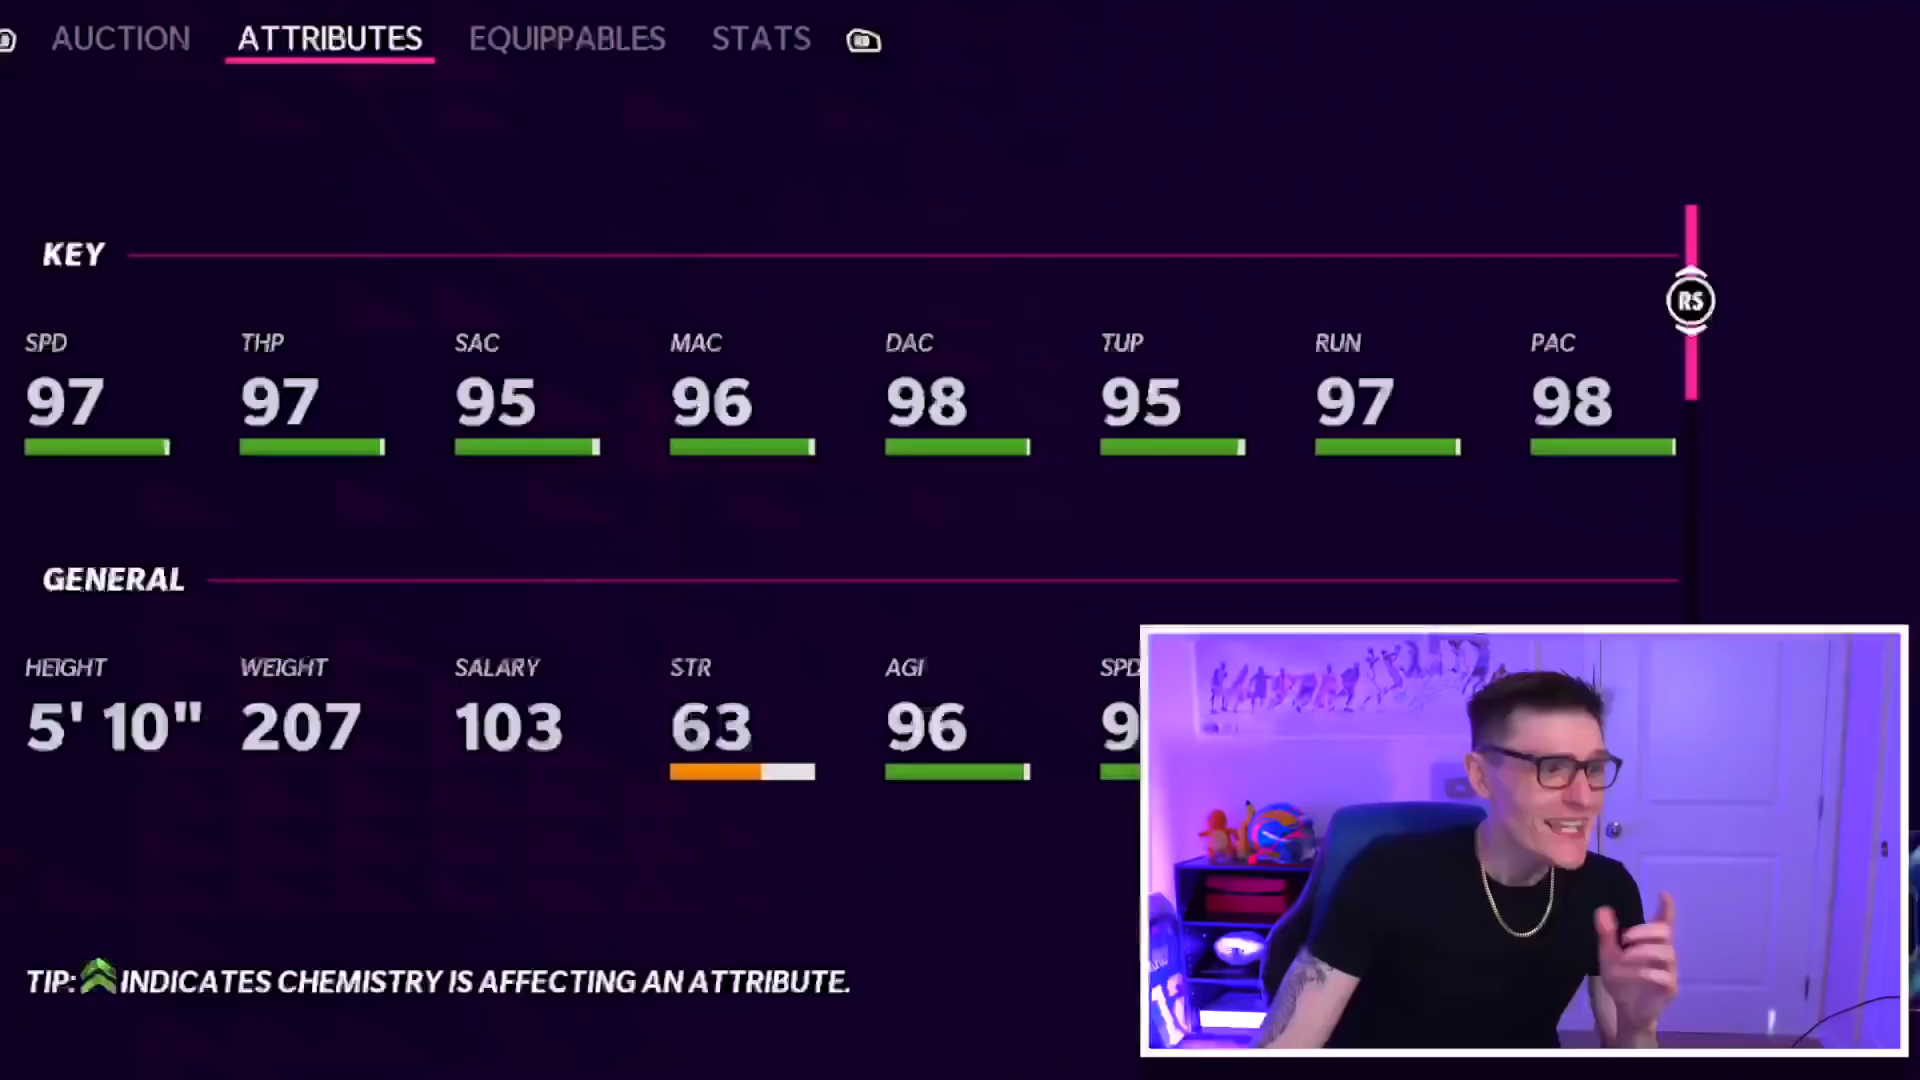 AUCTION ATTRIBUTES EQUIPPABLES STATS
KEY
RS
SPD THP SAC MAC DAC TUP RUN PAC
97 97 95 96 98 95 97 98
GENERAL
HEIGHT WEIGHT SALARY STR AGI SPD
5' 10" 207 103 63 96 9
TIP: INDICATES CHEMISTRY IS AFFECTING AN ATTRIBUTE.